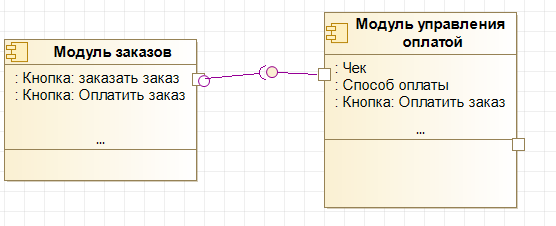 Модуль заказов
: Кнопка: заказать заказ
: Кнопка: Оплатить заказ
...
Модуль управления
оплатой
: Чек
: Способ оплаты
: Кнопка: Оплатить заказ
...